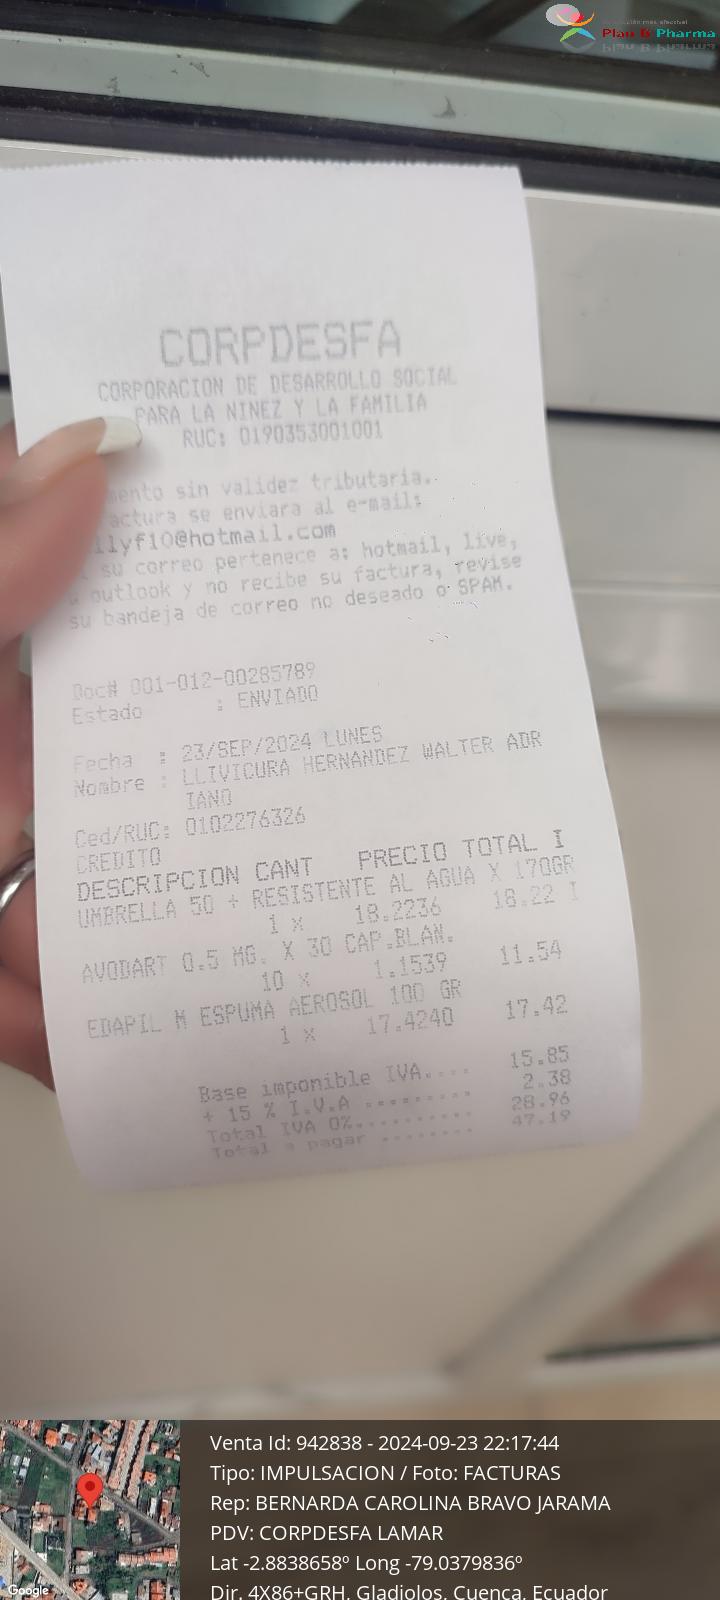 Plau & Pharma
CORPDESFA
CORPORACION DE DESARROLLO SOCIAL
PARA LA NINEZ Y LA FAMILIA
RUC: 0190353001001
mento sin validez tributaria.
actura se enviara al e-mail:
llyf10@hotmail.com
su correo pertenece a: hotmail, live,
outlook y no recibe su factura, revise
su bandeja de correo no deseado o SPAM.
Doc# 001-012-00285789
Estado : ENVIADO
Fecha : 23/SEP/2024 LUNES
Nombre : LLIVICURA HERNANDEZ WALTER ADR
IANO
Ced/RUC: 0102276326
CREDITO
DESCRIPCION CANT PRECIO TOTAL I
UMBRELLA 50 + RESISTENTE AL AGUA X 170GR
1 x 18.2236 18.22 I
AVODART 0.5 MG. X 30 CAP.BLAN.
10 x 1.1539 11.54
EDAPIL M ESPUMA AEROSOL 100 GR
1 x 17.4240 17.42
Base imponible IVA.... 15.85
+ 15 % I.V.A ......... 2.38
Total IVA 0%.......... 28.96
Total a pagar ........ 47.19
Venta Id: 942838 - 2024-09-23 22:17:44
Tipo: IMPULSACION / Foto: FACTURAS
Rep: BERNARDA CAROLINA BRAVO JARAMA
PDV: CORPDESFA LAMAR
Lat -2.8838658º Long -79.0379836º
Dir. 4X86+GRH, Gladiolos, Cuenca, Ecuador
Google